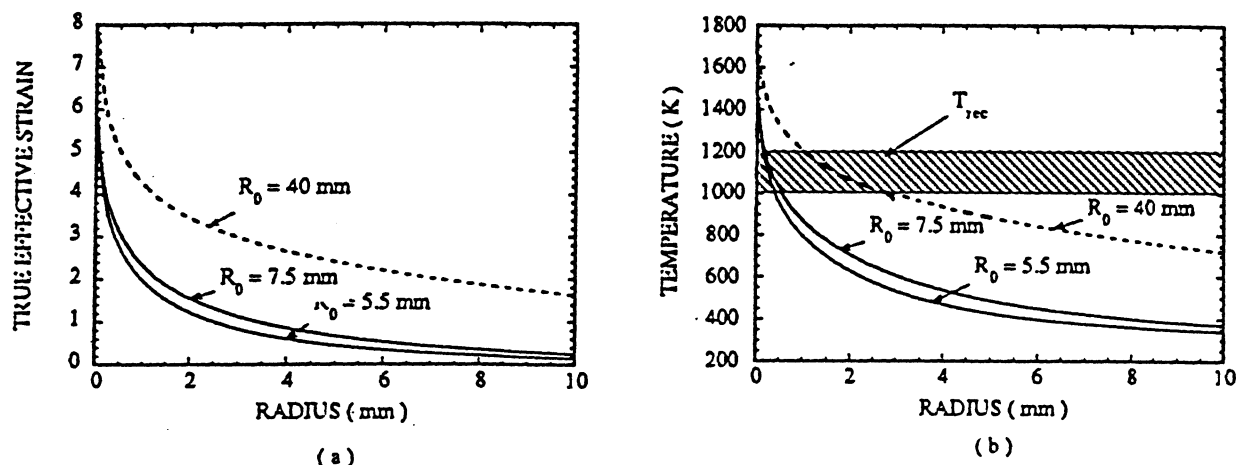 TRUE EFFECTIVE STRAIN
8
7
6
5
4
3
2
1
0
R0 = 40 mm
R0 = 7.5 mm
R0 = 5.5 mm
0 2 4 6 8 10
RADIUS ( mm )
( a )
TEMPERATURE ( K )
1800
1600
1400
1200
1000
800
600
400
200
Trec
R0 = 40 mm
R0 = 7.5 mm
R0 = 5.5 mm
0 2 4 6 8 10
RADIUS ( mm )
( b )